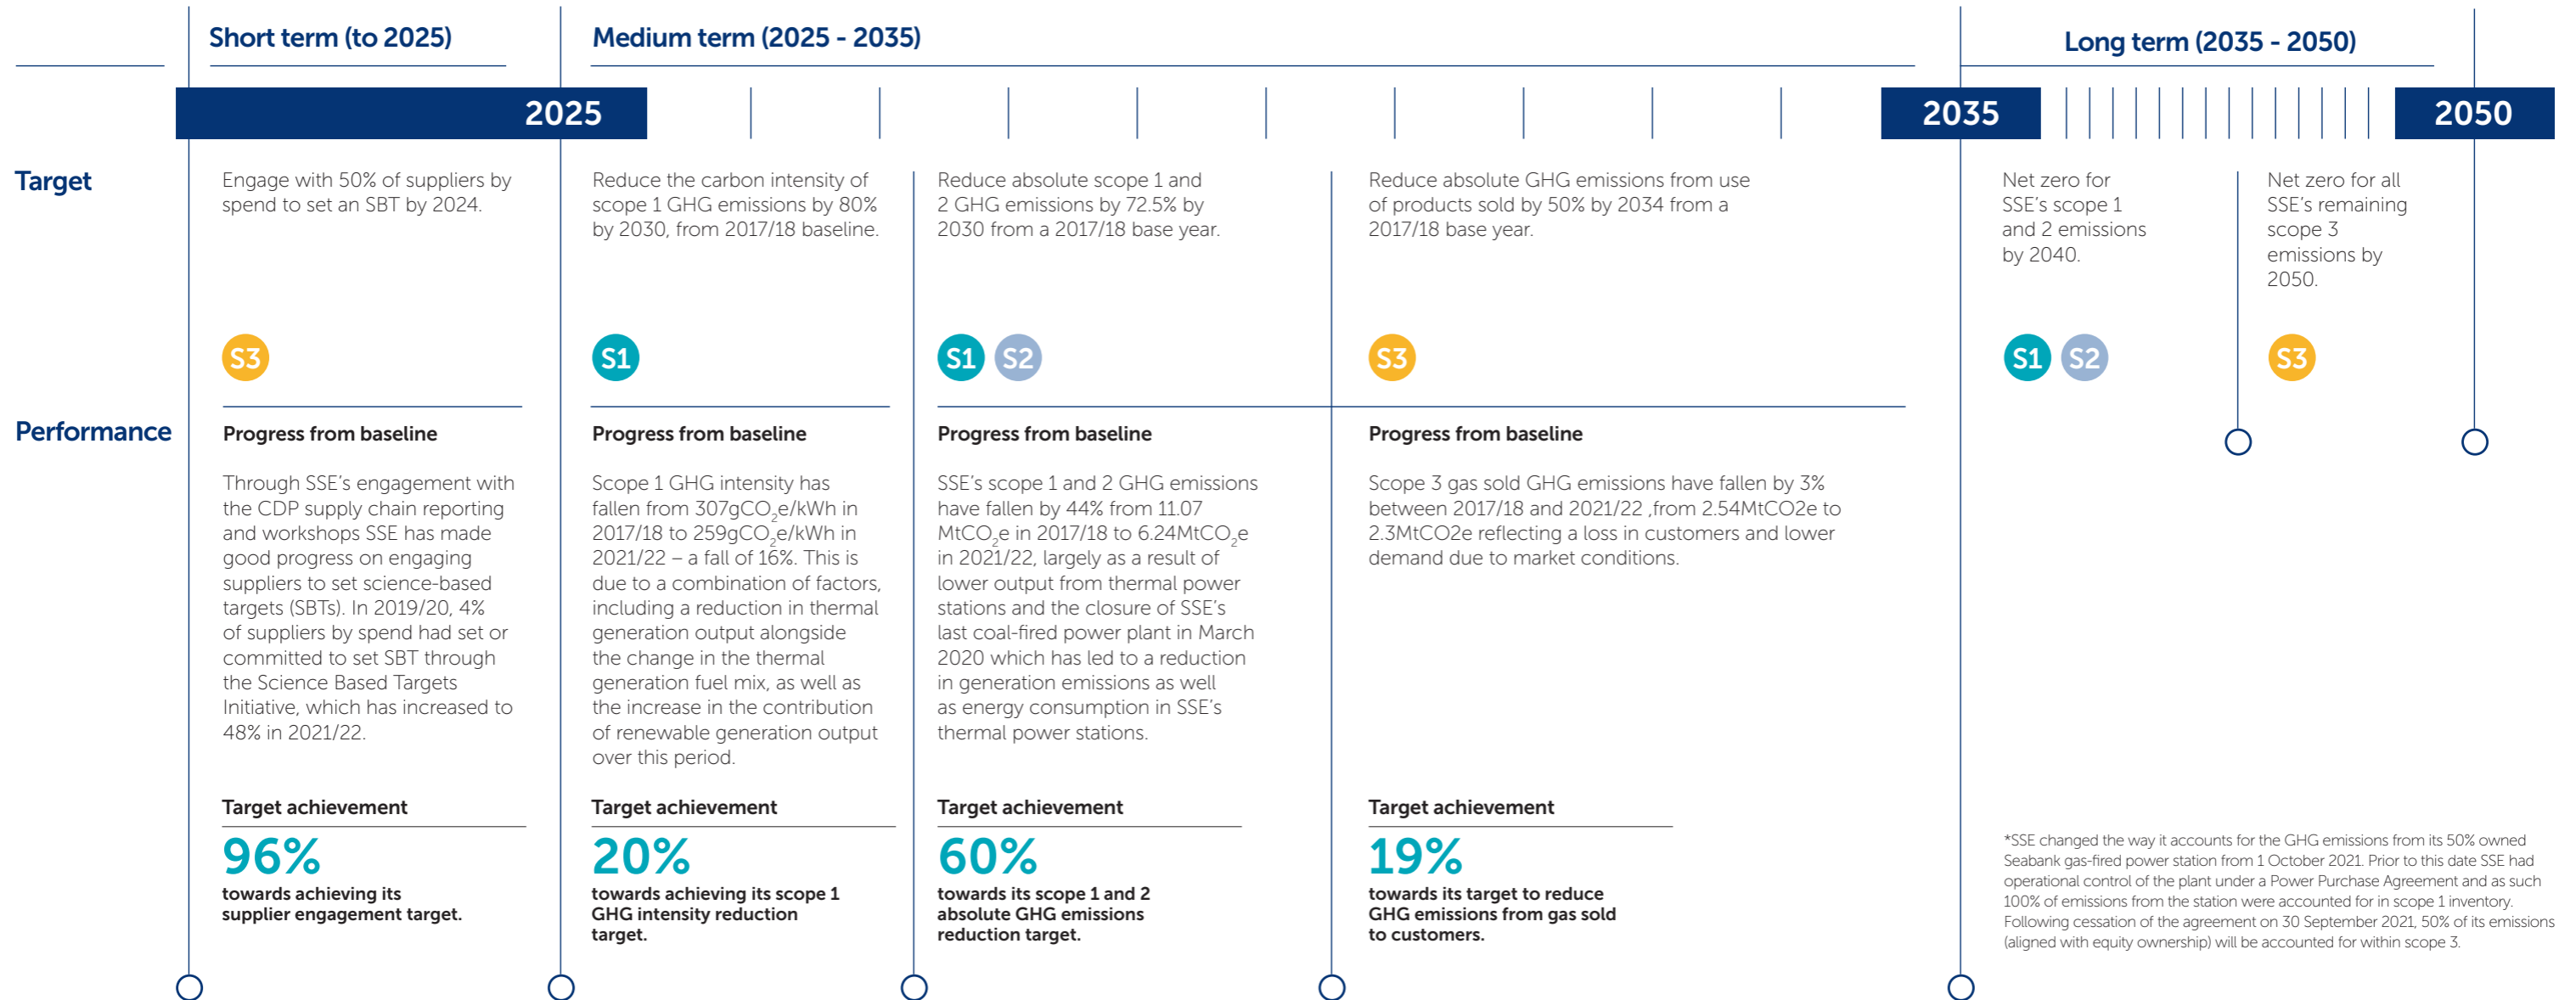 Short term (to 2025)
Medium term (2025 - 2035)
Long term (2035 - 2050)
2025
2035
2050
Target
Engage with 50% of suppliers by
spend to set an SBT by 2024.
S3
Reduce the carbon intensity of
scope 1 GHG emissions by 80%
by 2030, from 2017/18 baseline.
S1
Reduce absolute scope 1 and
2 GHG emissions by 72.5% by
2030 from a 2017/18 base year.
S1 S2
Reduce absolute GHG emissions from use
of products sold by 50% by 2034 from a
2017/18 base year.
S3
Net zero for
SSE's scope 1
and 2 emissions
by 2040.
S1 S2
Net zero for all
SSE's remaining
scope 3
emissions by
2050.
S3
Performance
Progress from baseline
Through SSE's engagement with
the CDP supply chain reporting
and workshops SSE has made
good progress on engaging
suppliers to set science-based
targets (SBTs). In 2019/20, 4%
of suppliers by spend had set or
committed to set SBT through
the Science Based Targets
Initiative, which has increased to
48% in 2021/22.
Target achievement
96%
towards achieving its
supplier engagement target.
Progress from baseline
Scope 1 GHG intensity has
fallen from 307gCO₂e/kWh in
2017/18 to 259gCO₂e/kWh in
2021/22 – a fall of 16%. This is
due to a combination of factors,
including a reduction in thermal
generation output alongside
the change in the thermal
generation fuel mix, as well as
the increase in the contribution
of renewable generation output
over this period.
Target achievement
20%
towards achieving its scope 1
GHG intensity reduction
target.
Progress from baseline
SSE's scope 1 and 2 GHG emissions
have fallen by 44% from 11.07
MtCO₂e in 2017/18 to 6.24MtCO₂e
in 2021/22, largely as a result of
lower output from thermal power
stations and the closure of SSE's
last coal-fired power plant in March
2020 which has led to a reduction
in generation emissions as well
as energy consumption in SSE's
thermal power stations.
Target achievement
60%
towards its scope 1 and 2
absolute GHG emissions
reduction target.
Progress from baseline
Scope 3 gas sold GHG emissions have fallen by 3%
between 2017/18 and 2021/22 ,from 2.54MtCO2e to
2.3MtCO2e reflecting a loss in customers and lower
demand due to market conditions.
Target achievement
19%
towards its target to reduce
GHG emissions from gas sold
to customers.
*SSE changed the way it accounts for the GHG emissions from its 50% owned
Seabank gas-fired power station from 1 October 2021. Prior to this date SSE had
operational control of the plant under a Power Purchase Agreement and as such
100% of emissions from the station were accounted for in scope 1 inventory.
Following cessation of the agreement on 30 September 2021, 50% of its emissions
(aligned with equity ownership) will be accounted for within scope 3.